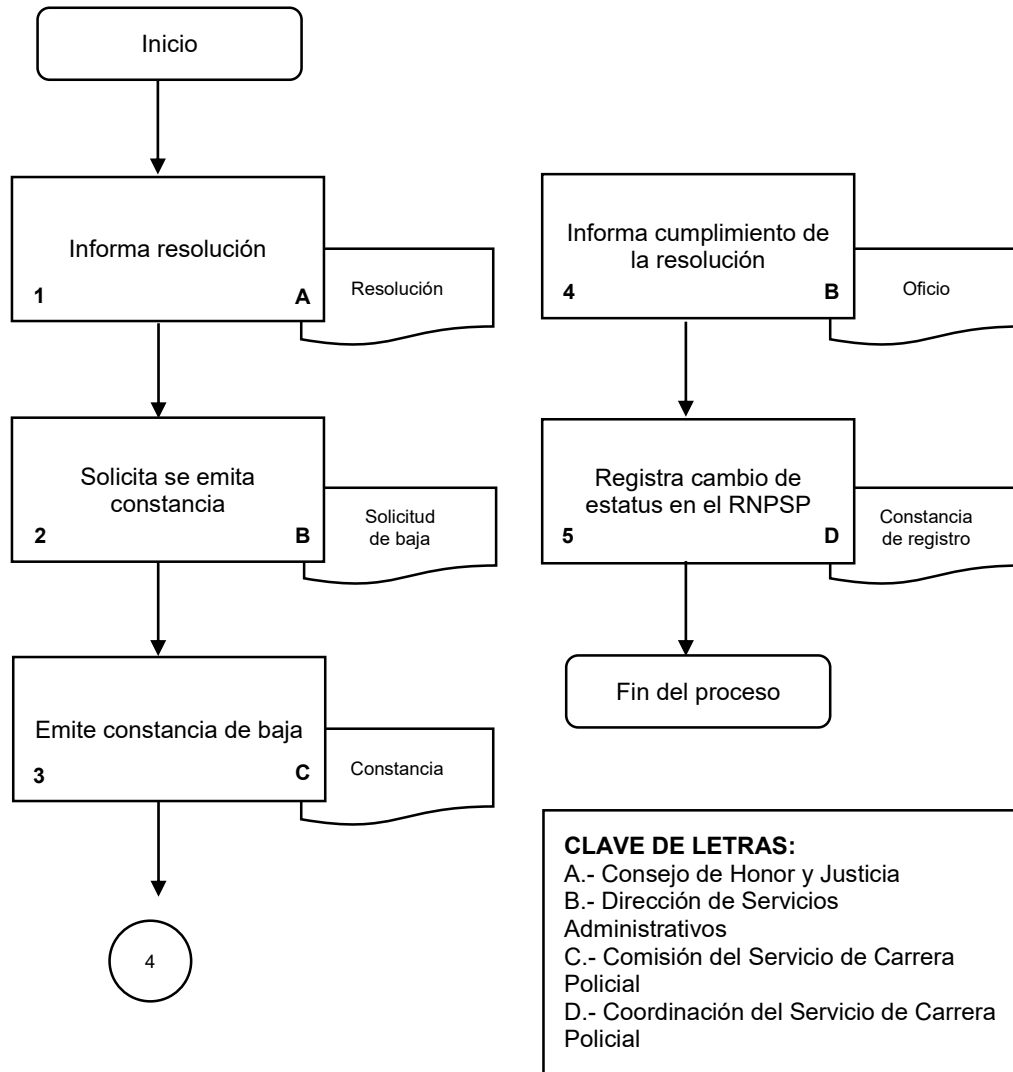 Inicio
Informa resolución
1
A
Resolución
Solicita se emita
constancia
2
B
Solicitud
de baja
Emite constancia de baja
3
C
Constancia
4
Informa cumplimiento de
la resolución
4
B
Oficio
Registra cambio de
estatus en el RNPSP
5
D
Constancia
de registro
Fin del proceso
CLAVE DE LETRAS:
A.- Consejo de Honor y Justicia
B.- Dirección de Servicios
Administrativos
C.- Comisión del Servicio de Carrera
Policial
D.- Coordinación del Servicio de Carrera
Policial